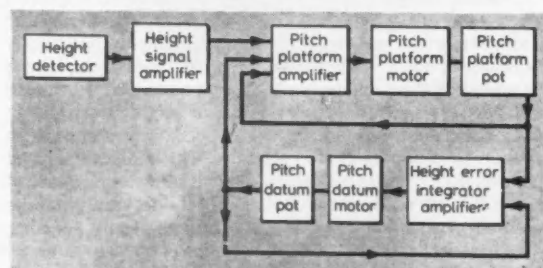 Height
detector
Height
signal
amplifier
Pitch
platform
amplifier
Pitch
platform
motor
Pitch
platform
pot
Pitch
datum
pot
Pitch
datum
motor
Height error
integrator
amplifier